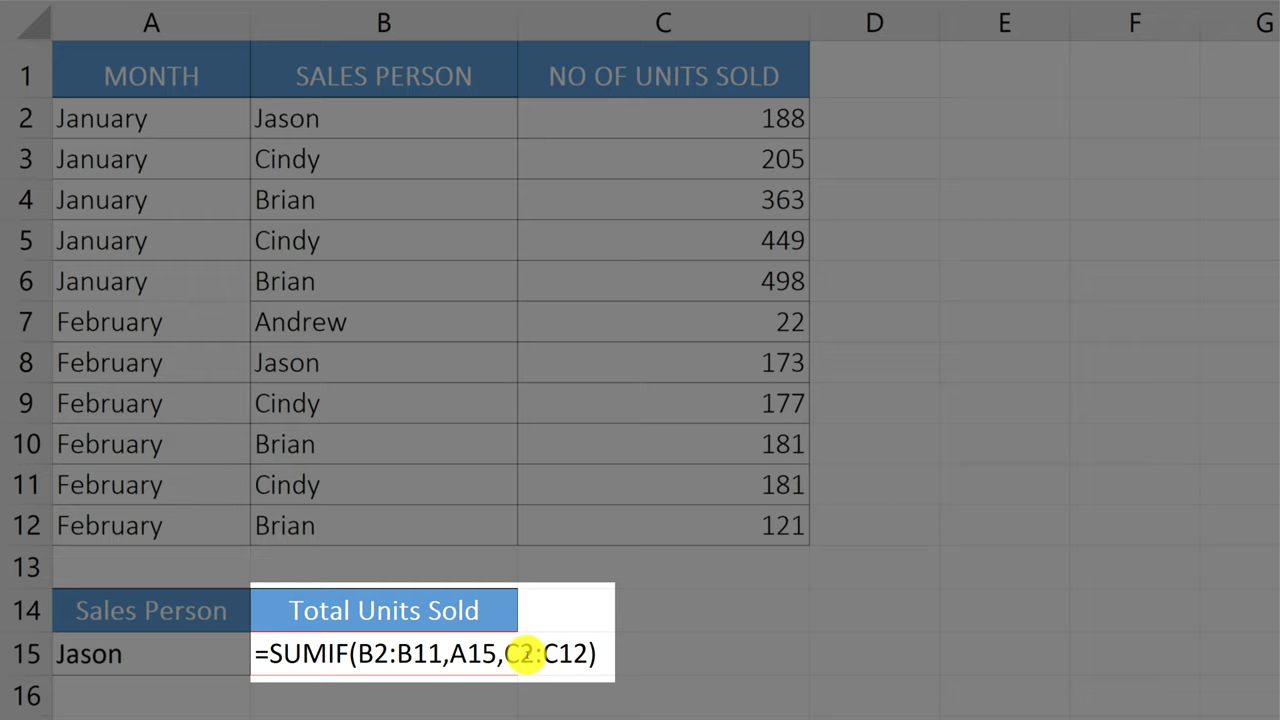 A B C D E F G
1 MONTH SALES PERSON NO OF UNITS SOLD
2 January Jason 188
3 January Cindy 205
4 January Brian 363
5 January Cindy 449
6 January Brian 498
7 February Andrew 22
8 February Jason 173
9 February Cindy 177
10 February Brian 181
11 February Cindy 181
12 February Brian 121
13
14 Sales Person Total Units Sold
15 Jason =SUMIF(B2:B11,A15,C2:C12)
16